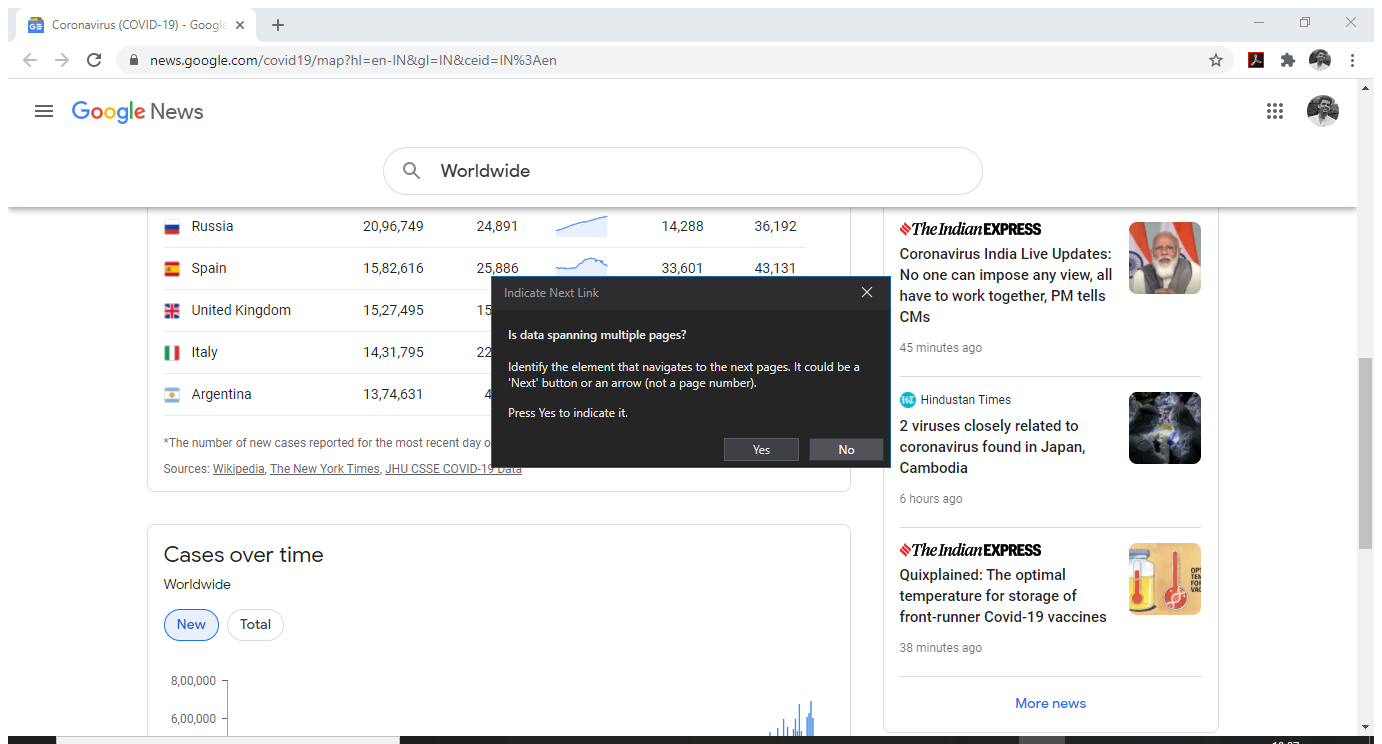 Coronavirus (COVID-19) - Google
news.google.com/covid19/map?hl=en-IN&gl=IN&ceid=IN%3Aen
Google News
Worldwide
Russia 20,96,749 24,891 14,288 36,192
Spain 15,82,616 25,886 33,601 43,131
United Kingdom 15,27,495 15
Italy 14,31,795 22
Argentina 13,74,631 4
*The number of new cases reported for the most recent day o
Sources: Wikipedia, The New York Times, JHU CSSE COVID-19 Data
Indicate Next Link
Is data spanning multiple pages?
Identify the element that navigates to the next pages. It could be a
'Next' button or an arrow (not a page number).
Press Yes to indicate it.
Yes No
Cases over time
Worldwide
New Total
8,00,000
6,00,000
The Indian EXPRESS
Coronavirus India Live Updates:
No one can impose any view, all
have to work together, PM tells
CMs
45 minutes ago
HT Hindustan Times
2 viruses closely related to
coronavirus found in Japan,
Cambodia
6 hours ago
The Indian EXPRESS
Quixplained: The optimal
temperature for storage of
front-runner Covid-19 vaccines
38 minutes ago
More news